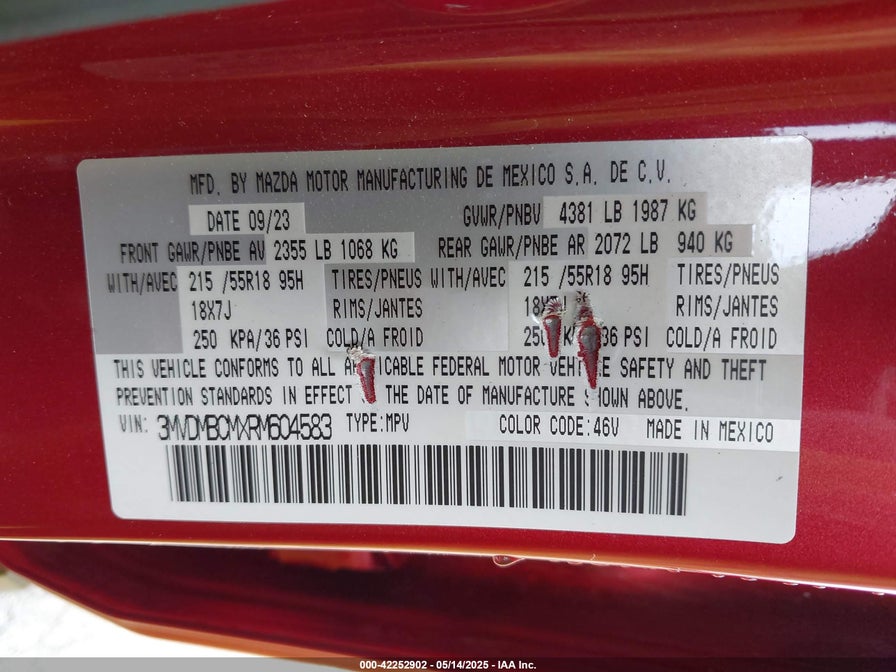 MFD. BY MAZDA MOTOR MANUFACTURING DE MEXICO S.A. DE C.V.
DATE 09/23 GVWR/PNBV 4381 LB 1987 KG
FRONT GAWR/PNBE AV 2355 LB 1068 KG REAR GAWR/PNBE AR 2072 LB 940 KG
WITH/AVEC 215 /55R18 95H TIRES/PNEUS WITH/AVEC 215 /55R18 95H TIRES/PNEUS
18X7J RIMS/JANTES 18X7J RIMS/JANTES
250 KPA/36 PSI COLD/A FROID 36 PSI COLD/A FROID
THIS VEHICLE CONFORMS TO ALL FEDERAL MOTOR VEHICLE SAFETY AND THEFT
PREVENTION STANDARDS IN EFFECT THE DATE OF MANUFACTURE SHOWN ABOVE.
VIN: 3MVDMBCMXRM604583 TYPE:MPV COLOR CODE:46V MADE IN MEXICO
000-42252902 - 05/14/2025 - IAA Inc.